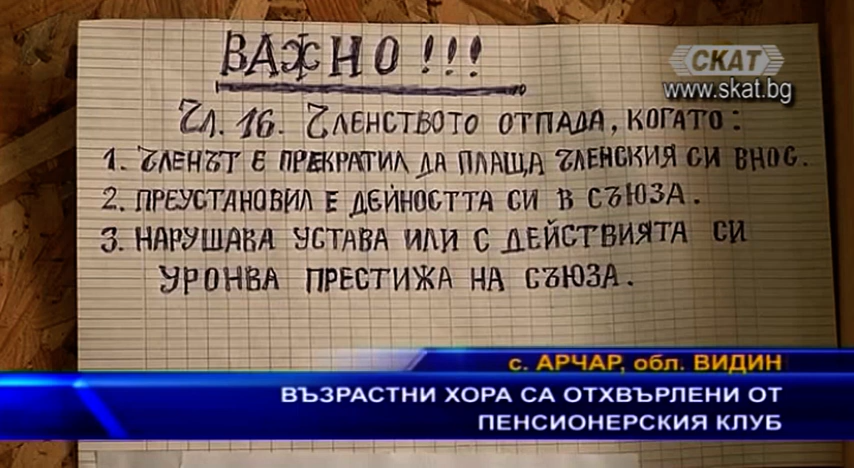 ВАЖНО!!!
СКАТ
www.skat.bg
Чл. 16. Членството отпада, когато:
1. Членът е прекратил да плаща членския си внос.
2. Преустановил е дейността си в съюза.
3. Нарушава устава или с действията си
уронва престижа на съюза.
с. АРЧАР, обл. ВИДИН
ВЪЗРАСТНИ ХОРА СА ОТХВЪРЛЕНИ ОТ
ПЕНСИОНЕРСКИЯ КЛУБ